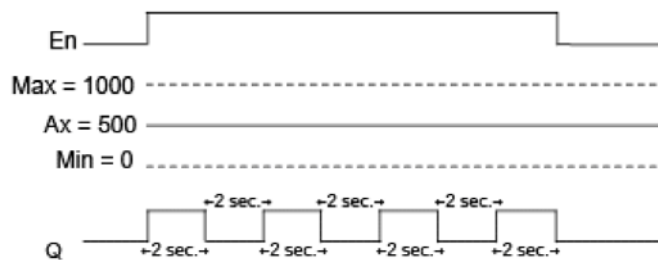 En
Max = 1000
Ax = 500
Min = 0
←2 sec.→ ←2 sec.→ ←2 sec.→
Q ←2 sec.→ ←2 sec.→ ←2 sec.→ ←2 sec.→